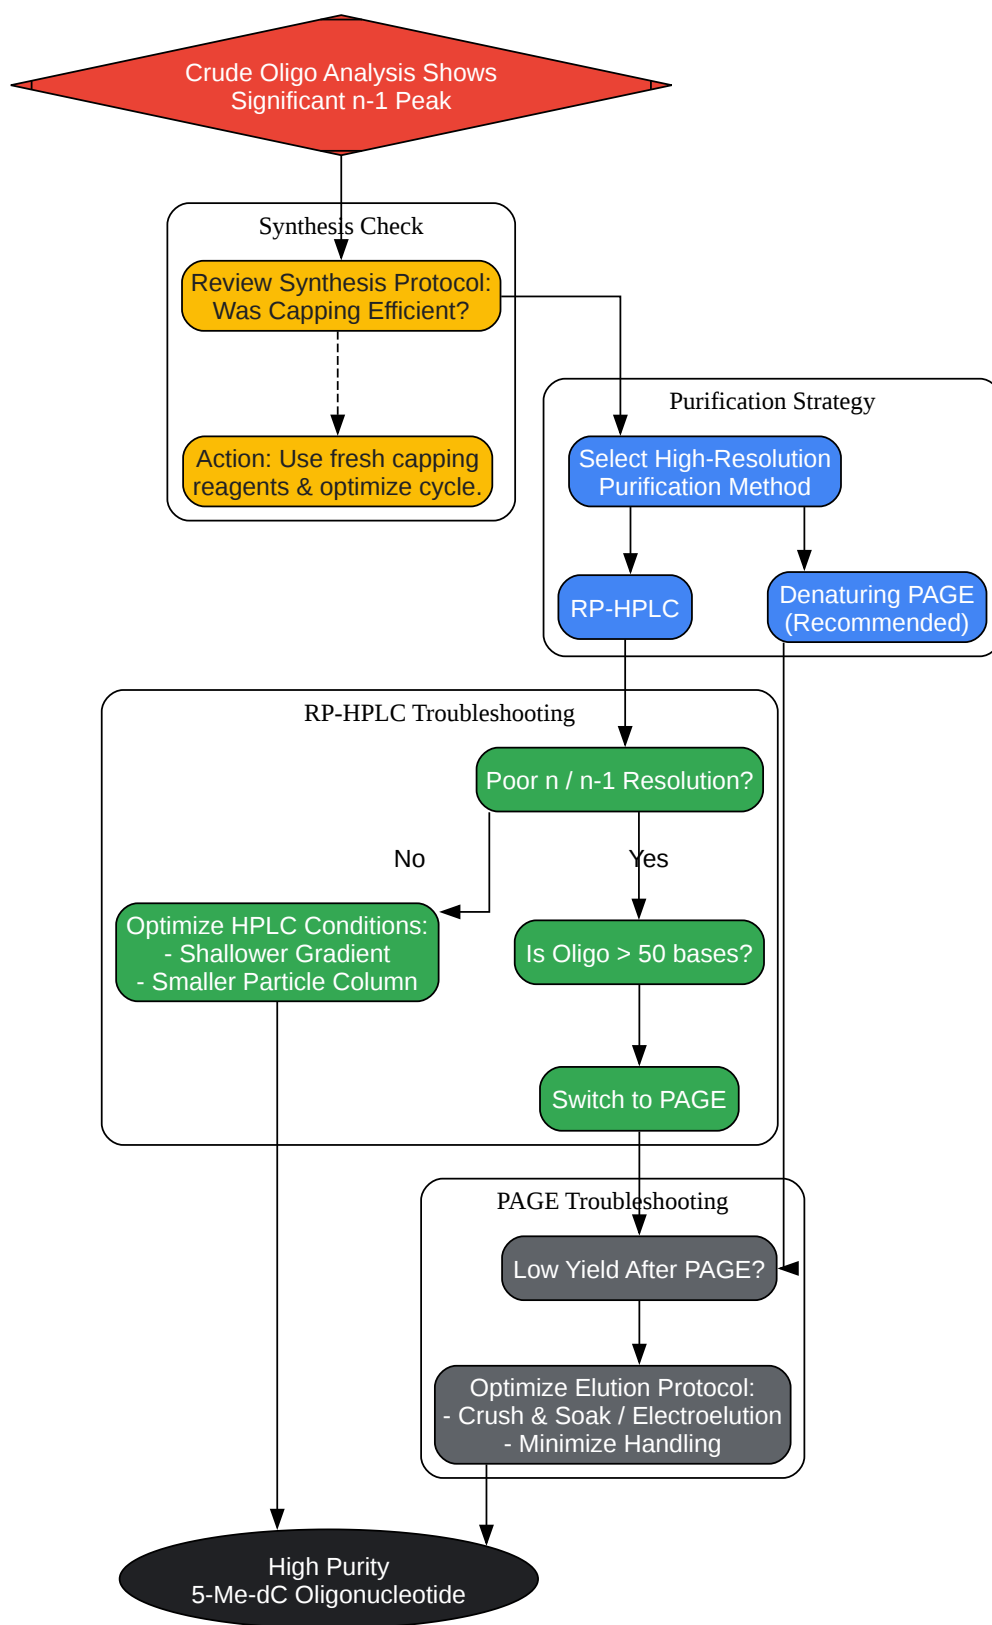 Crude Oligo Analysis Shows
Significant n-1 Peak
Synthesis Check
Review Synthesis Protocol:
Was Capping Efficient?
Action: Use fresh capping
reagents & optimize cycle.
Purification Strategy
Select High-Resolution
Purification Method
RP-HPLC
Denaturing PAGE
(Recommended)
RP-HPLC Troubleshooting
Poor n / n-1 Resolution?
No
Yes
Optimize HPLC Conditions:
- Shallower Gradient
- Smaller Particle Column
Is Oligo > 50 bases?
Switch to PAGE
PAGE Troubleshooting
Low Yield After PAGE?
Optimize Elution Protocol:
- Crush & Soak / Electroelution
- Minimize Handling
High Purity
5-Me-dC Oligonucleotide